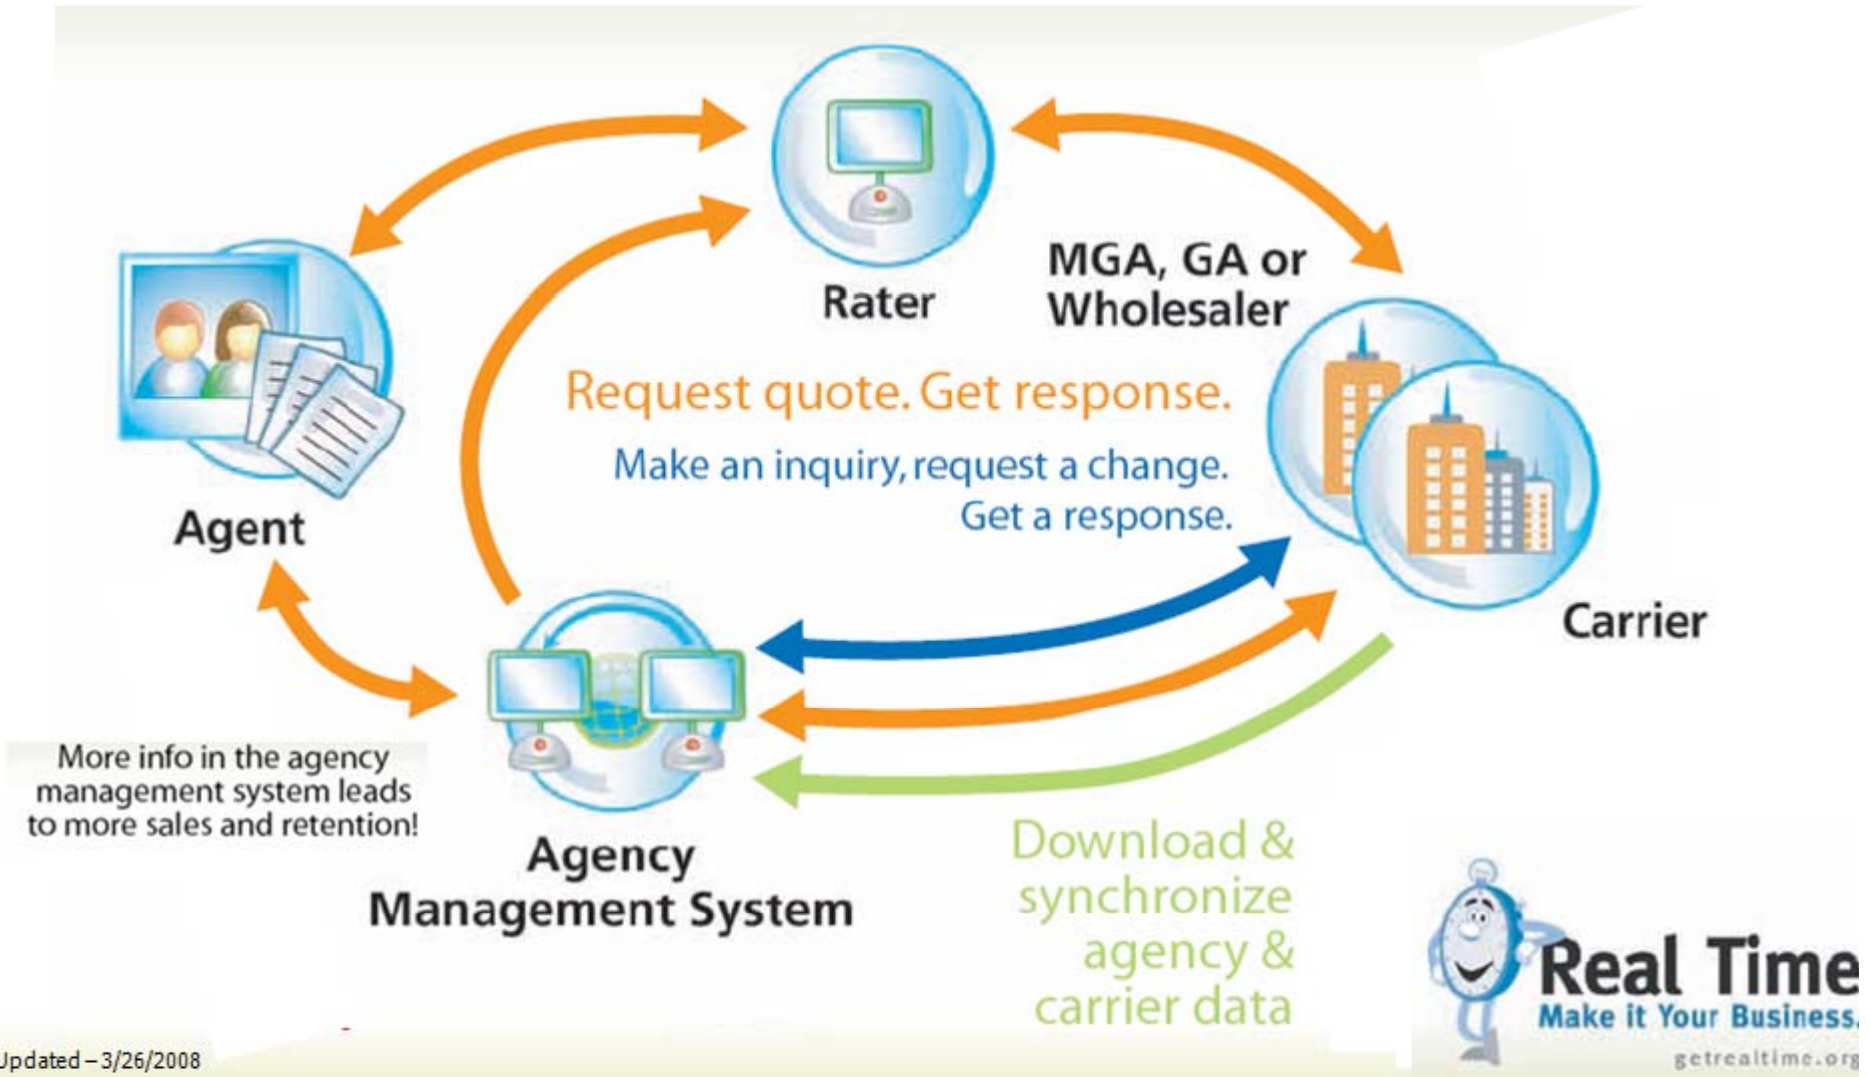 Rater
MGA, GA or
Wholesaler
Request quote. Get response.
Make an inquiry, request a change.
Get a response.
Agent
Carrier
More info in the agency
management system leads
to more sales and retention!
Agency
Management System
Download &
synchronize
agency &
carrier data
Real Time
Make it Your Business.
getrealtime.org
Updated – 3/26/2008